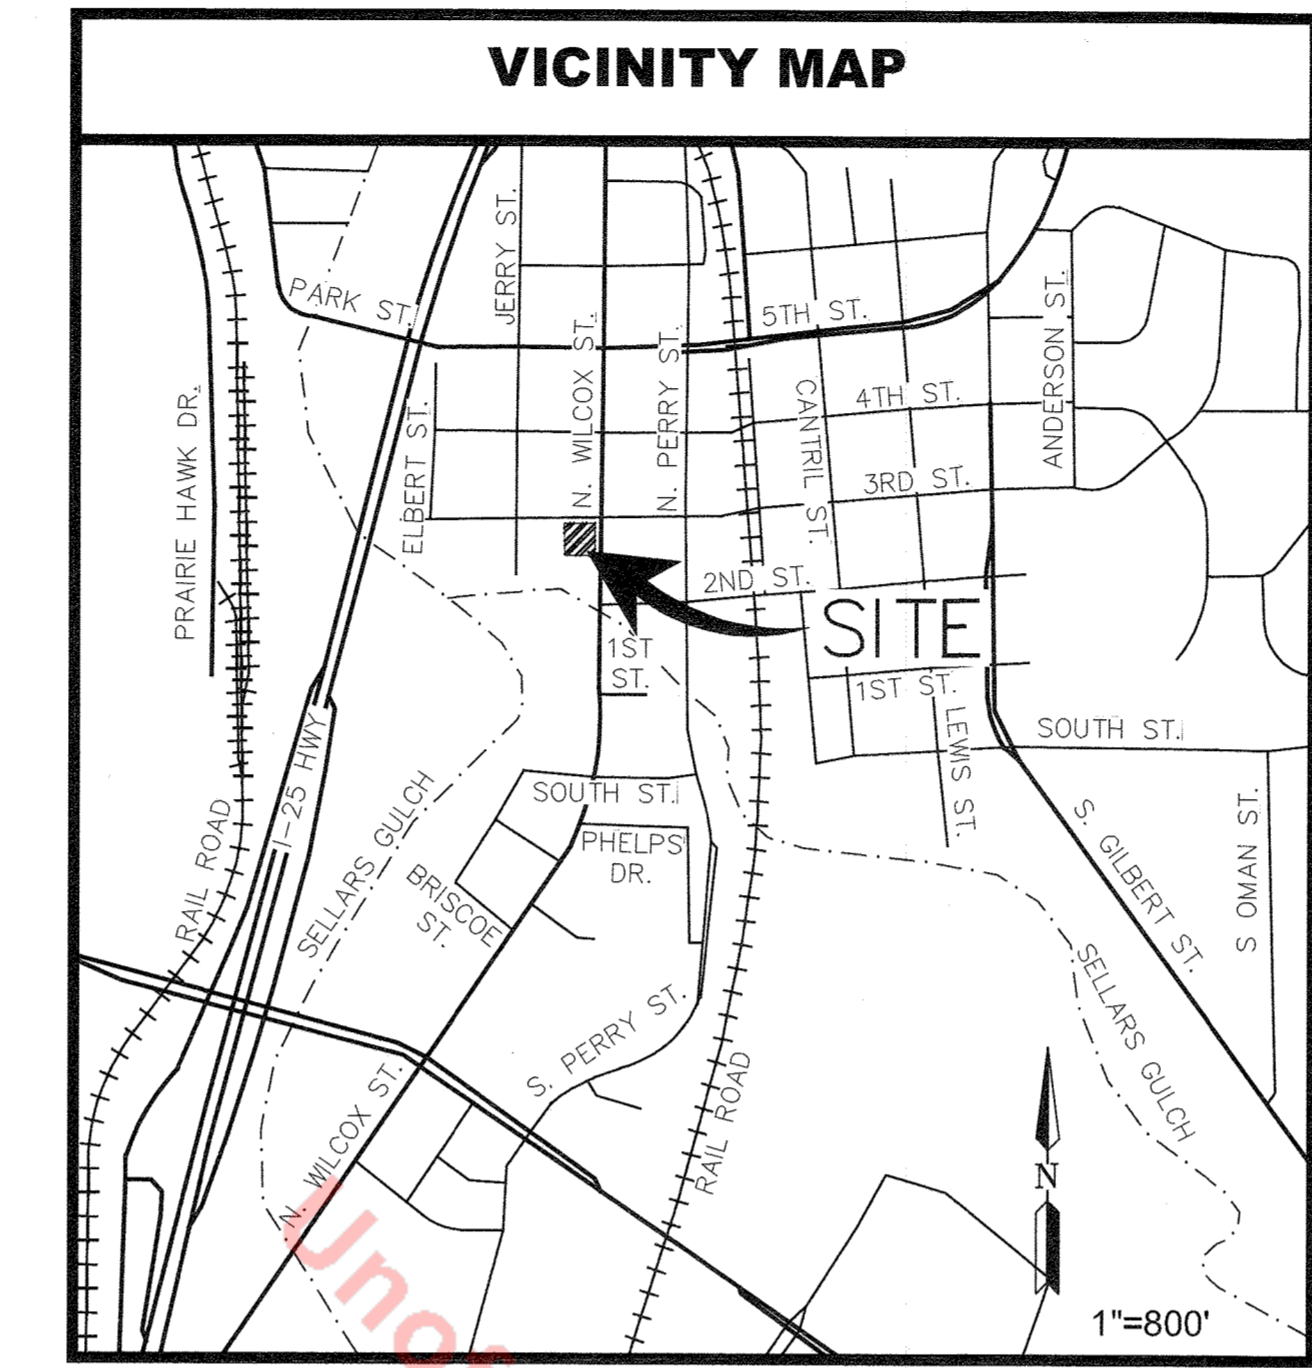 VICINITY MAP
JERRY ST.
PARK ST.
N. WILCOX ST.
N. PERRY ST.
5TH ST.
ANDERSON ST.
PRAIRIE HAWK DR.
ELBERT ST.
CANTRIL ST.
4TH ST.
3RD ST.
2ND ST.
SITE
1ST
ST.
1ST ST.
LEWIS ST.
SOUTH ST.
I-25 HWY
SOUTH ST.
PHELPS
DR.
SELLARS GULCH
BRISCOE
ST.
RAIL ROAD
S. GILBERT ST.
S OMAN ST.
SELLARS GULCH
S. PERRY ST.
RAIL ROAD
N. WILCOX ST.
N
1"=800'
Unof